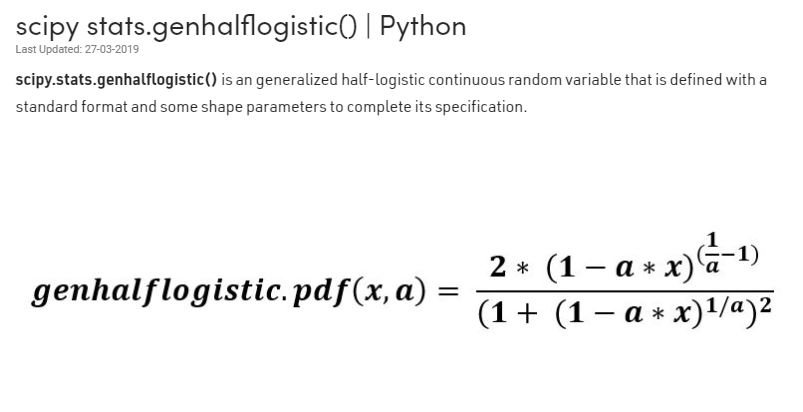 scipy stats.genhalflogistic() | Python
Last Updated: 27-03-2019
scipy.stats.genhalflogistic() is an generalized half-logistic continuous random variable that is defined with a
standard format and some shape parameters to complete its specification.
genhalflogistic.pdf(x, a) = 2 * (1 − a * x)^(1/a −1) / (1 + (1 − a * x)^1/a)^2